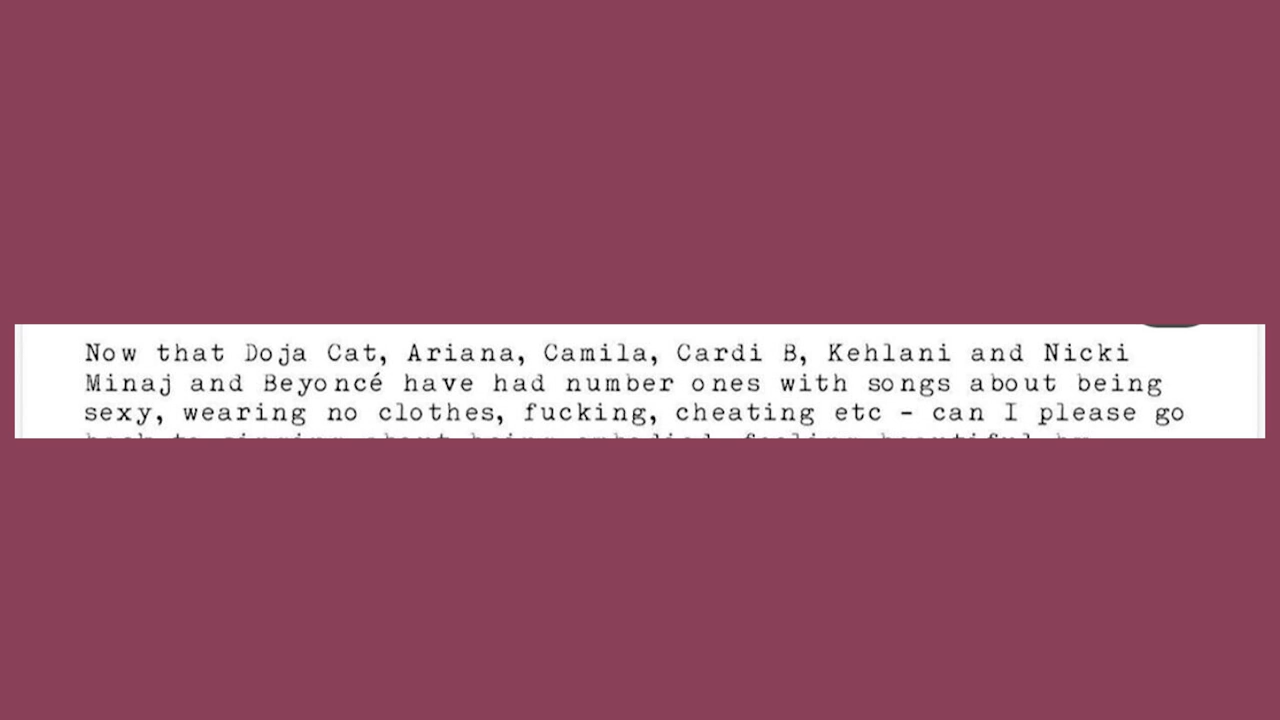 Now that Doja Cat, Ariana, Camila, Cardi B, Kehlani and Nicki
Minaj and Beyoncé have had number ones with songs about being
sexy, wearing no clothes, fucking, cheating etc - can I please go